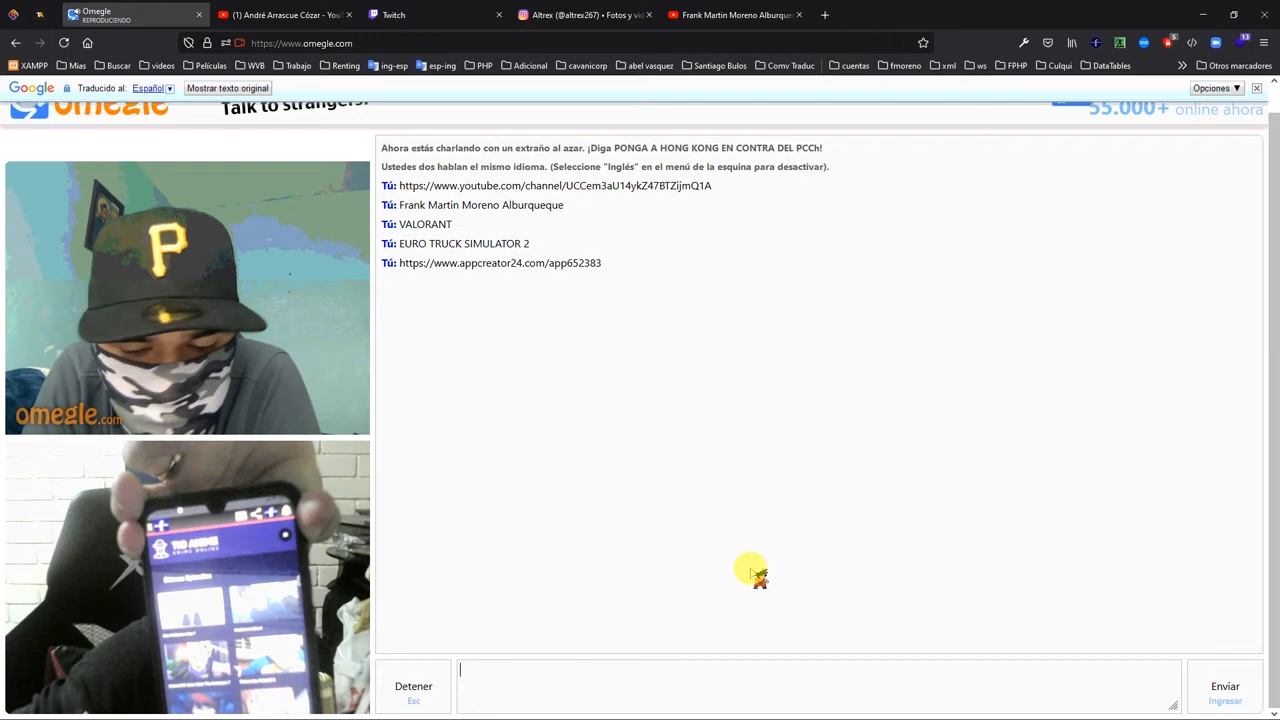 Omegle
REPRODUCIENDO
(1) André Arrascue Cózar - YouT
Twitch
Altrex (@altrex267) • Fotos y vid
Frank Martin Moreno Alburquec
https://www.omegle.com
5
13
XAMPP
Mias
Buscar
videos
Películas
WVB
Trabajo
Renting
ing-esp
esp-ing
PHP
Adicional
cavanicorp
abel vasquez
Santiago Bulos
Comv Traduc
cuentas
fmoreno
xml
ws
FPHP
Culqui
DataTables
Otros marcadores
Google
Traducido al: Español
Mostrar texto original
Opciones ▼
omegle
Talk to strangers!
55.000+ online ahora
Ahora estás charlando con un extraño al azar. ¡Diga PONGA A HONG KONG EN CONTRA DEL PCCh!
Ustedes dos hablan el mismo idioma. (Seleccione "Inglés" en el menú de la esquina para desactivar).
Tú: https://www.youtube.com/channel/UCCem3aU14ykZ47BTZijmQ1A
Tú: Frank Martin Moreno Alburqueque
Tú: VALORANT
Tú: EURO TRUCK SIMULATOR 2
Tú: https://www.appcreator24.com/app652383
P
omegle.com
Detener
Esc
Enviar
Ingresar